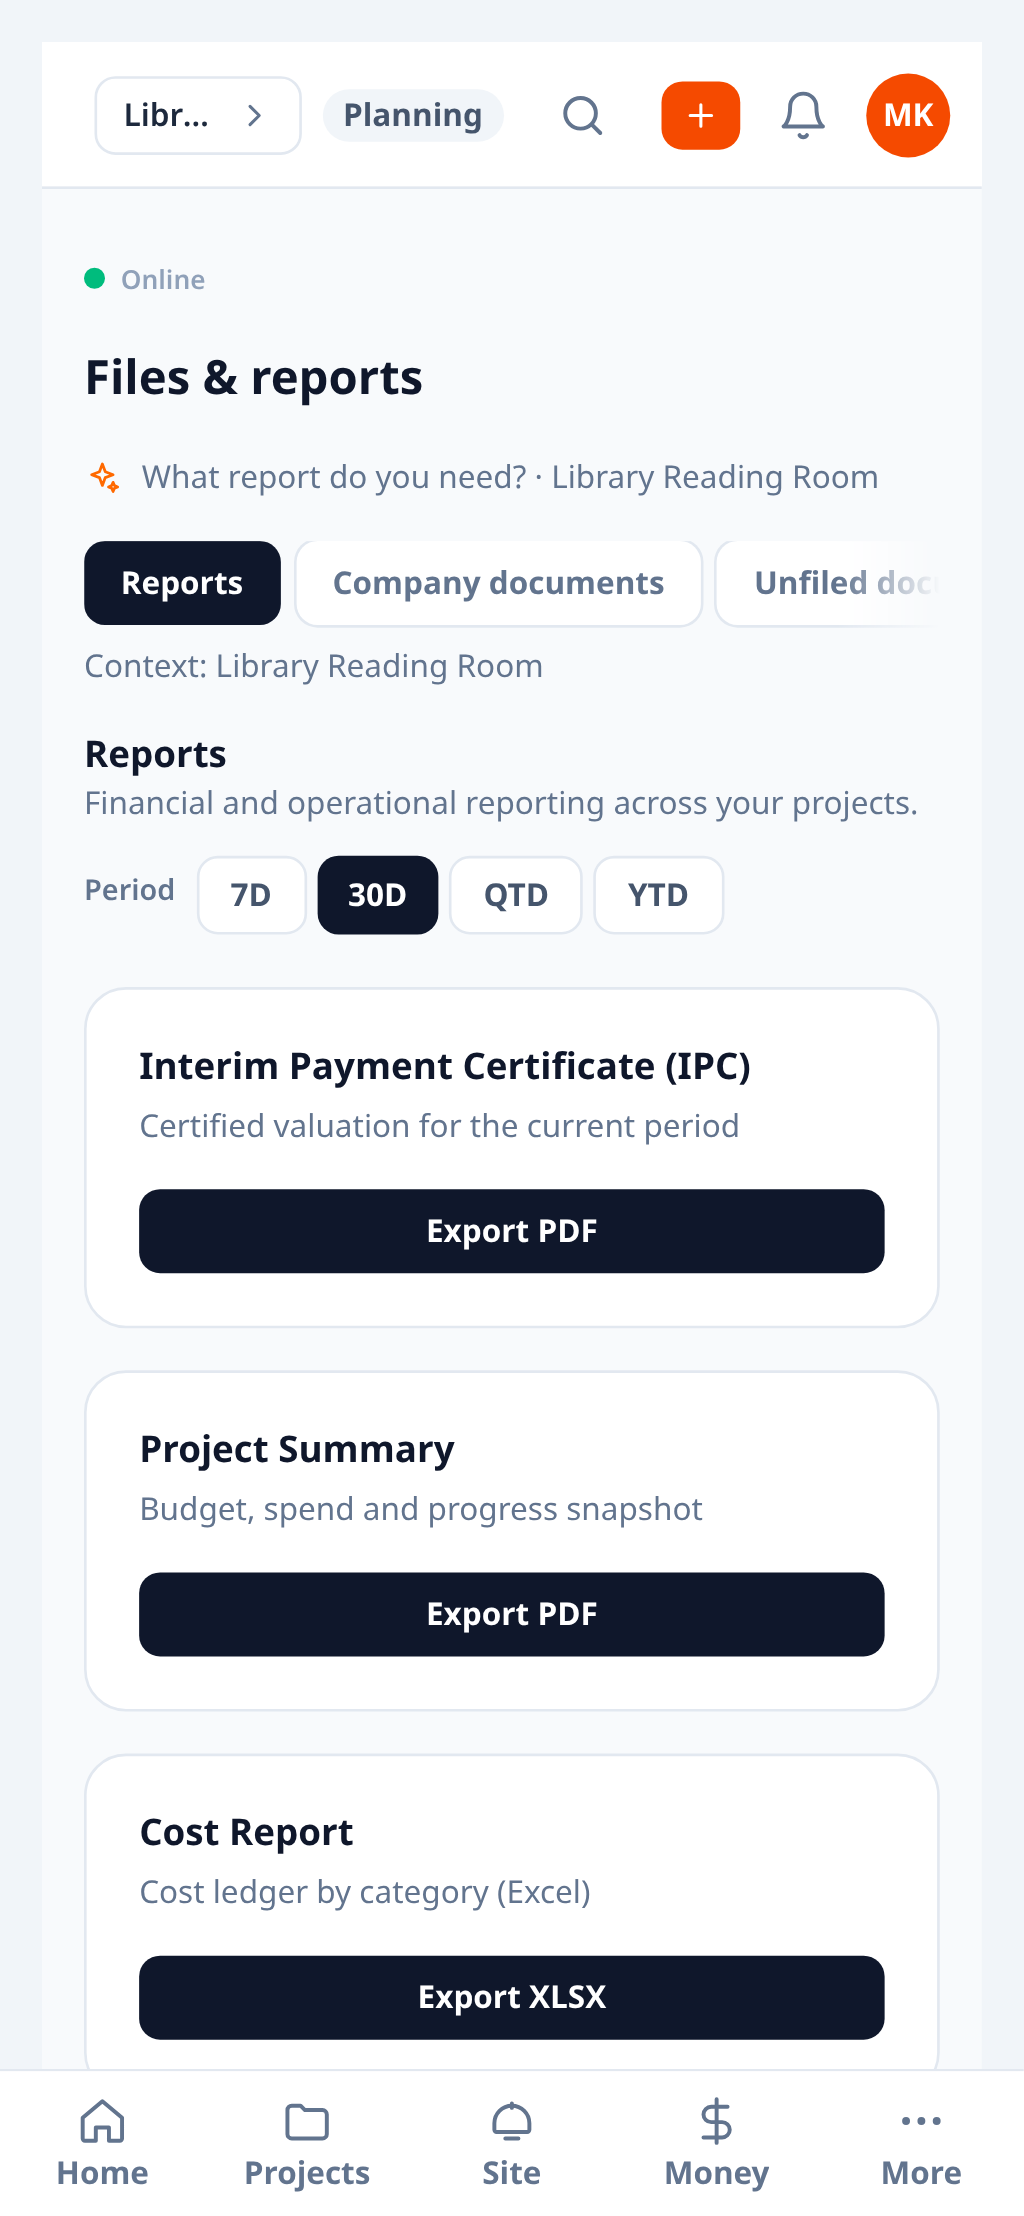 Libr...
Planning
MK
Online
Files & reports
What report do you need? · Library Reading Room
Reports
Company documents
Unfiled
Context: Library Reading Room
Reports
Financial and operational reporting across your projects.
Period
7D
30D
QTD
YTD
Interim Payment Certificate (IPC)
Certified valuation for the current period
Export PDF
Project Summary
Budget, spend and progress snapshot
Export PDF
Cost Report
Cost ledger by category (Excel)
Export XLSX
Home
Projects
Site
Money
More